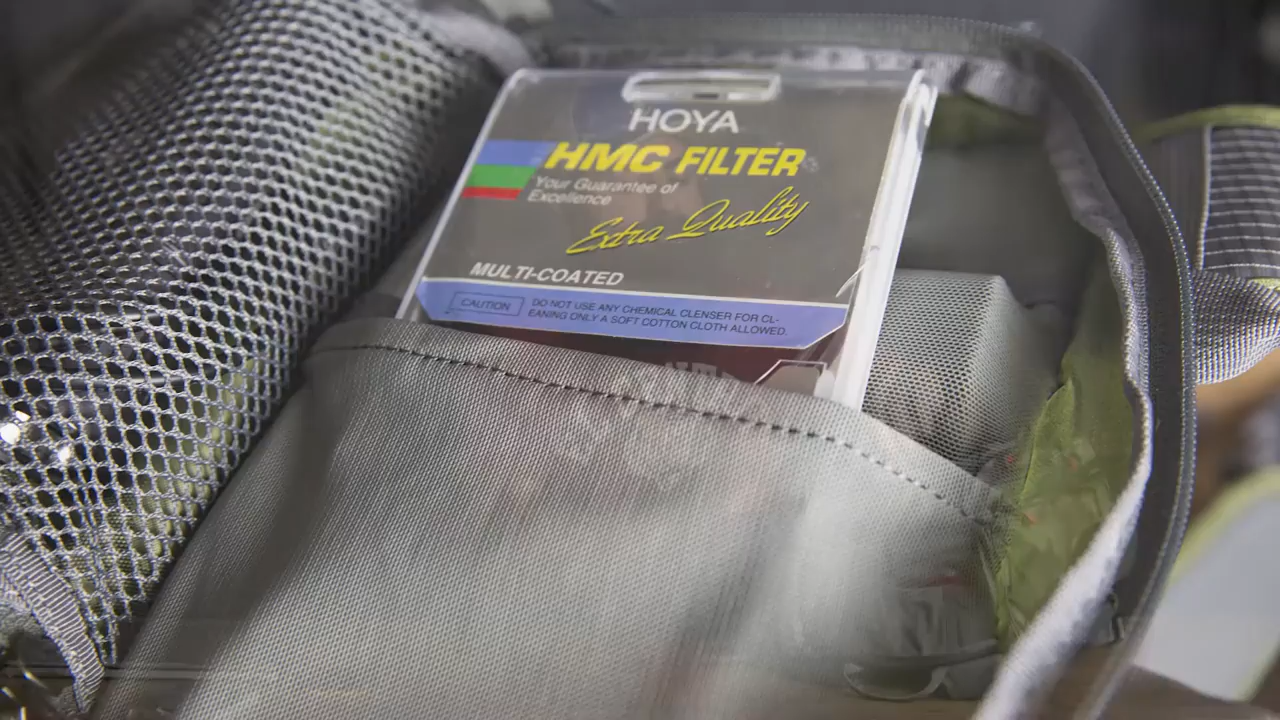 HOYA
HMC FILTER
Your Guarantee of
Excellence
Extra Quality
MULTI-COATED
CAUTION
DO NOT USE ANY CHEMICAL CLENSER FOR CL-
EANING ONLY A SOFT COTTON CLOTH ALLOWED.